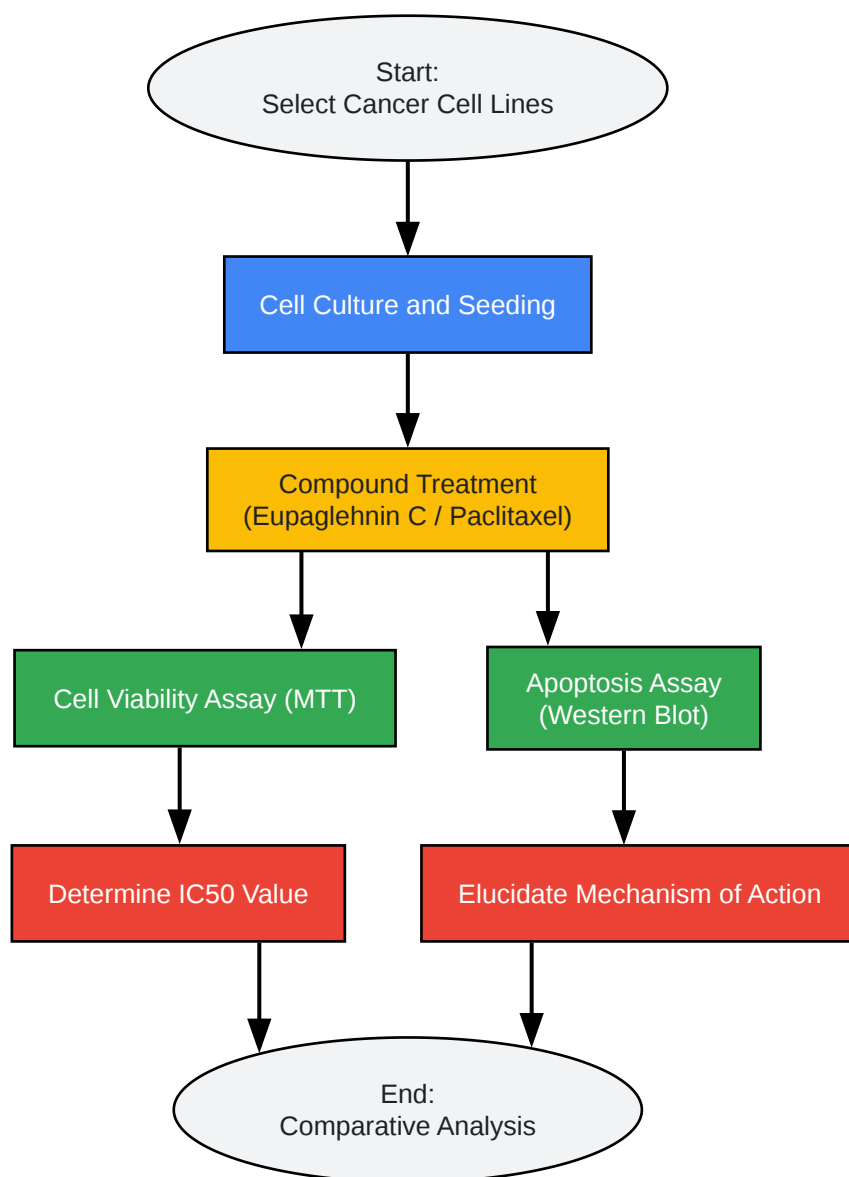 Start:
Select Cancer Cell Lines
Cell Culture and Seeding
Compound Treatment
(Eupaglehnin C / Paclitaxel)
Cell Viability Assay (MTT)
Apoptosis Assay
(Western Blot)
Determine IC50 Value
Elucidate Mechanism of Action
End:
Comparative Analysis